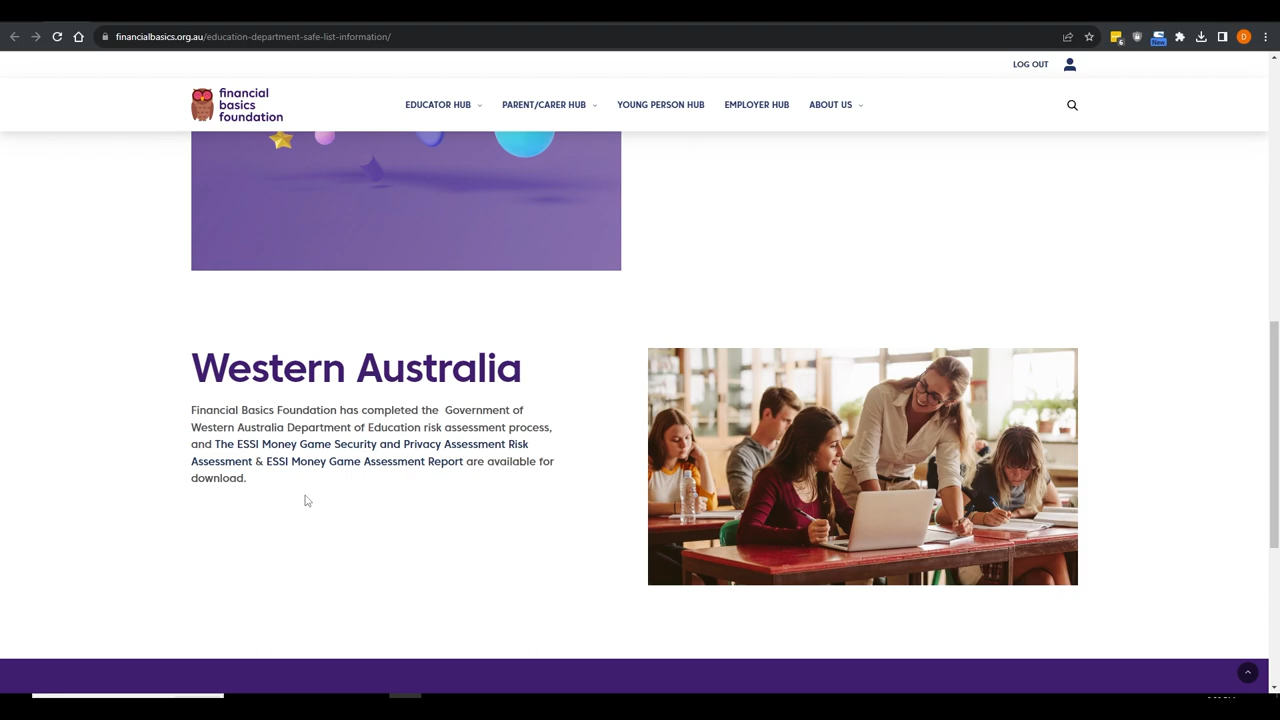 financialbasics.org.au/education-department-safe-list-information/
6
New
D
LOG OUT
financial
basics
foundation
EDUCATOR HUB
PARENT/CARER HUB
YOUNG PERSON HUB
EMPLOYER HUB
ABOUT US
Western Australia
Financial Basics Foundation has completed the Government of
Western Australia Department of Education risk assessment process,
and The ESSI Money Game Security and Privacy Assessment Risk
Assessment & ESSI Money Game Assessment Report are available for
download.